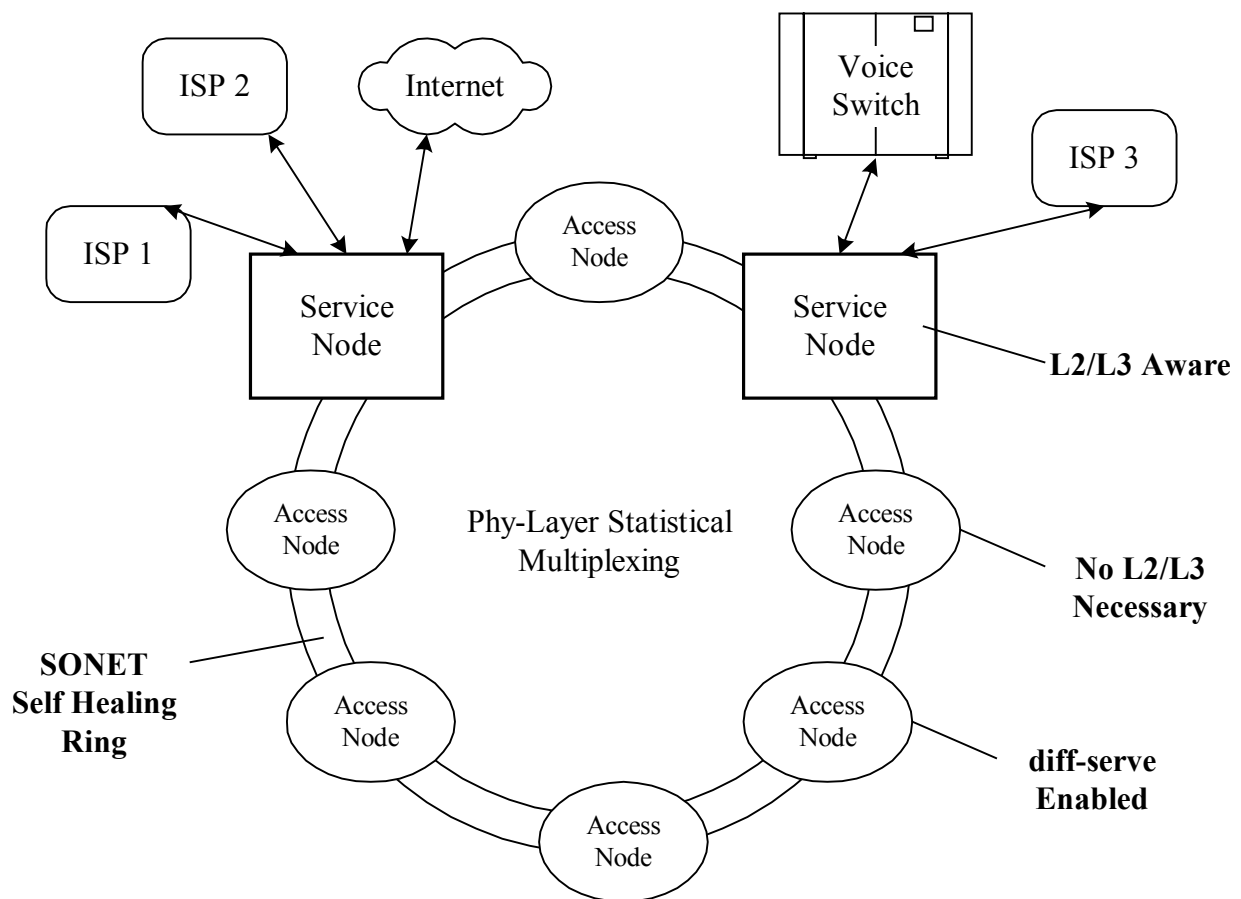 ISP 2
Internet
Voice
Switch
ISP 3
ISP 1
Access
Node
Service
Node
Service
Node
L2/L3 Aware
Access
Node
Phy-Layer Statistical
Multiplexing
Access
Node
No L2/L3
Necessary
SONET
Self Healing
Ring
Access
Node
Access
Node
diff-serve
Enabled
Access
Node